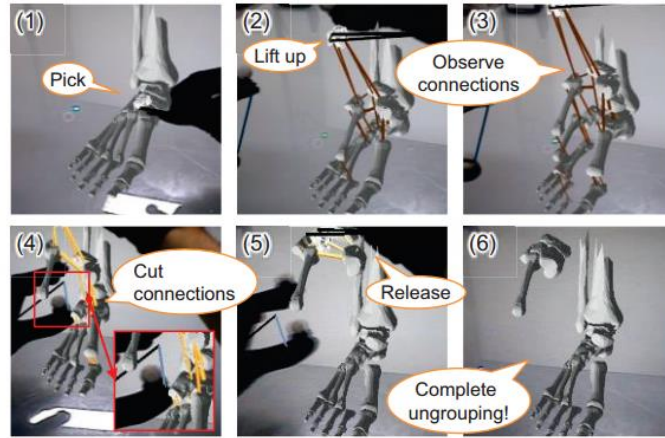 (1)
Pick
(2)
Lift up
(3)
Observe
connections
(4)
Cut
connections
(5)
Release
(6)
Complete
ungrouping!